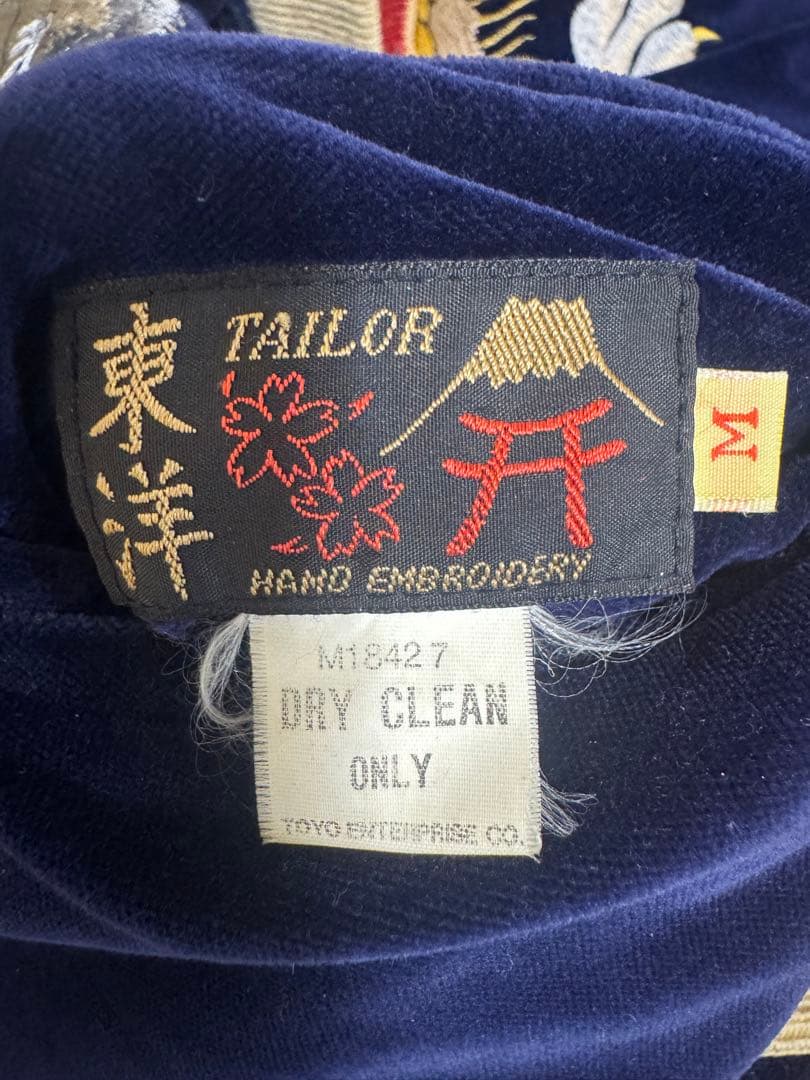 東洋
TAILOR
HAND EMBROIDERY
M
M18427
DRY CLEAN
ONLY
TOYO ENTERPRISE CO.